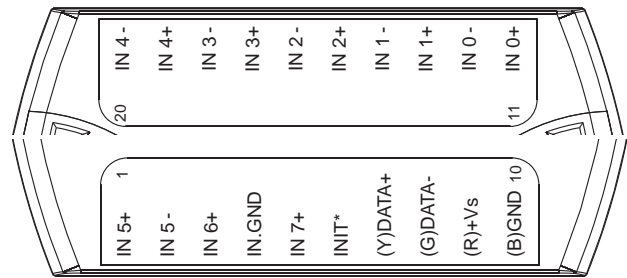 IN 4 -
IN 4+
IN 3 -
IN 3+
IN 2 -
IN 2+
IN 1 -
IN 1+
IN 0 -
IN 0+
20
11
1
10
IN 5+
IN 5 -
IN 6+
IN.GND
IN 7+
INIT*
(Y)DATA+
(G)DATA-
(R)+Vs
(B)GND